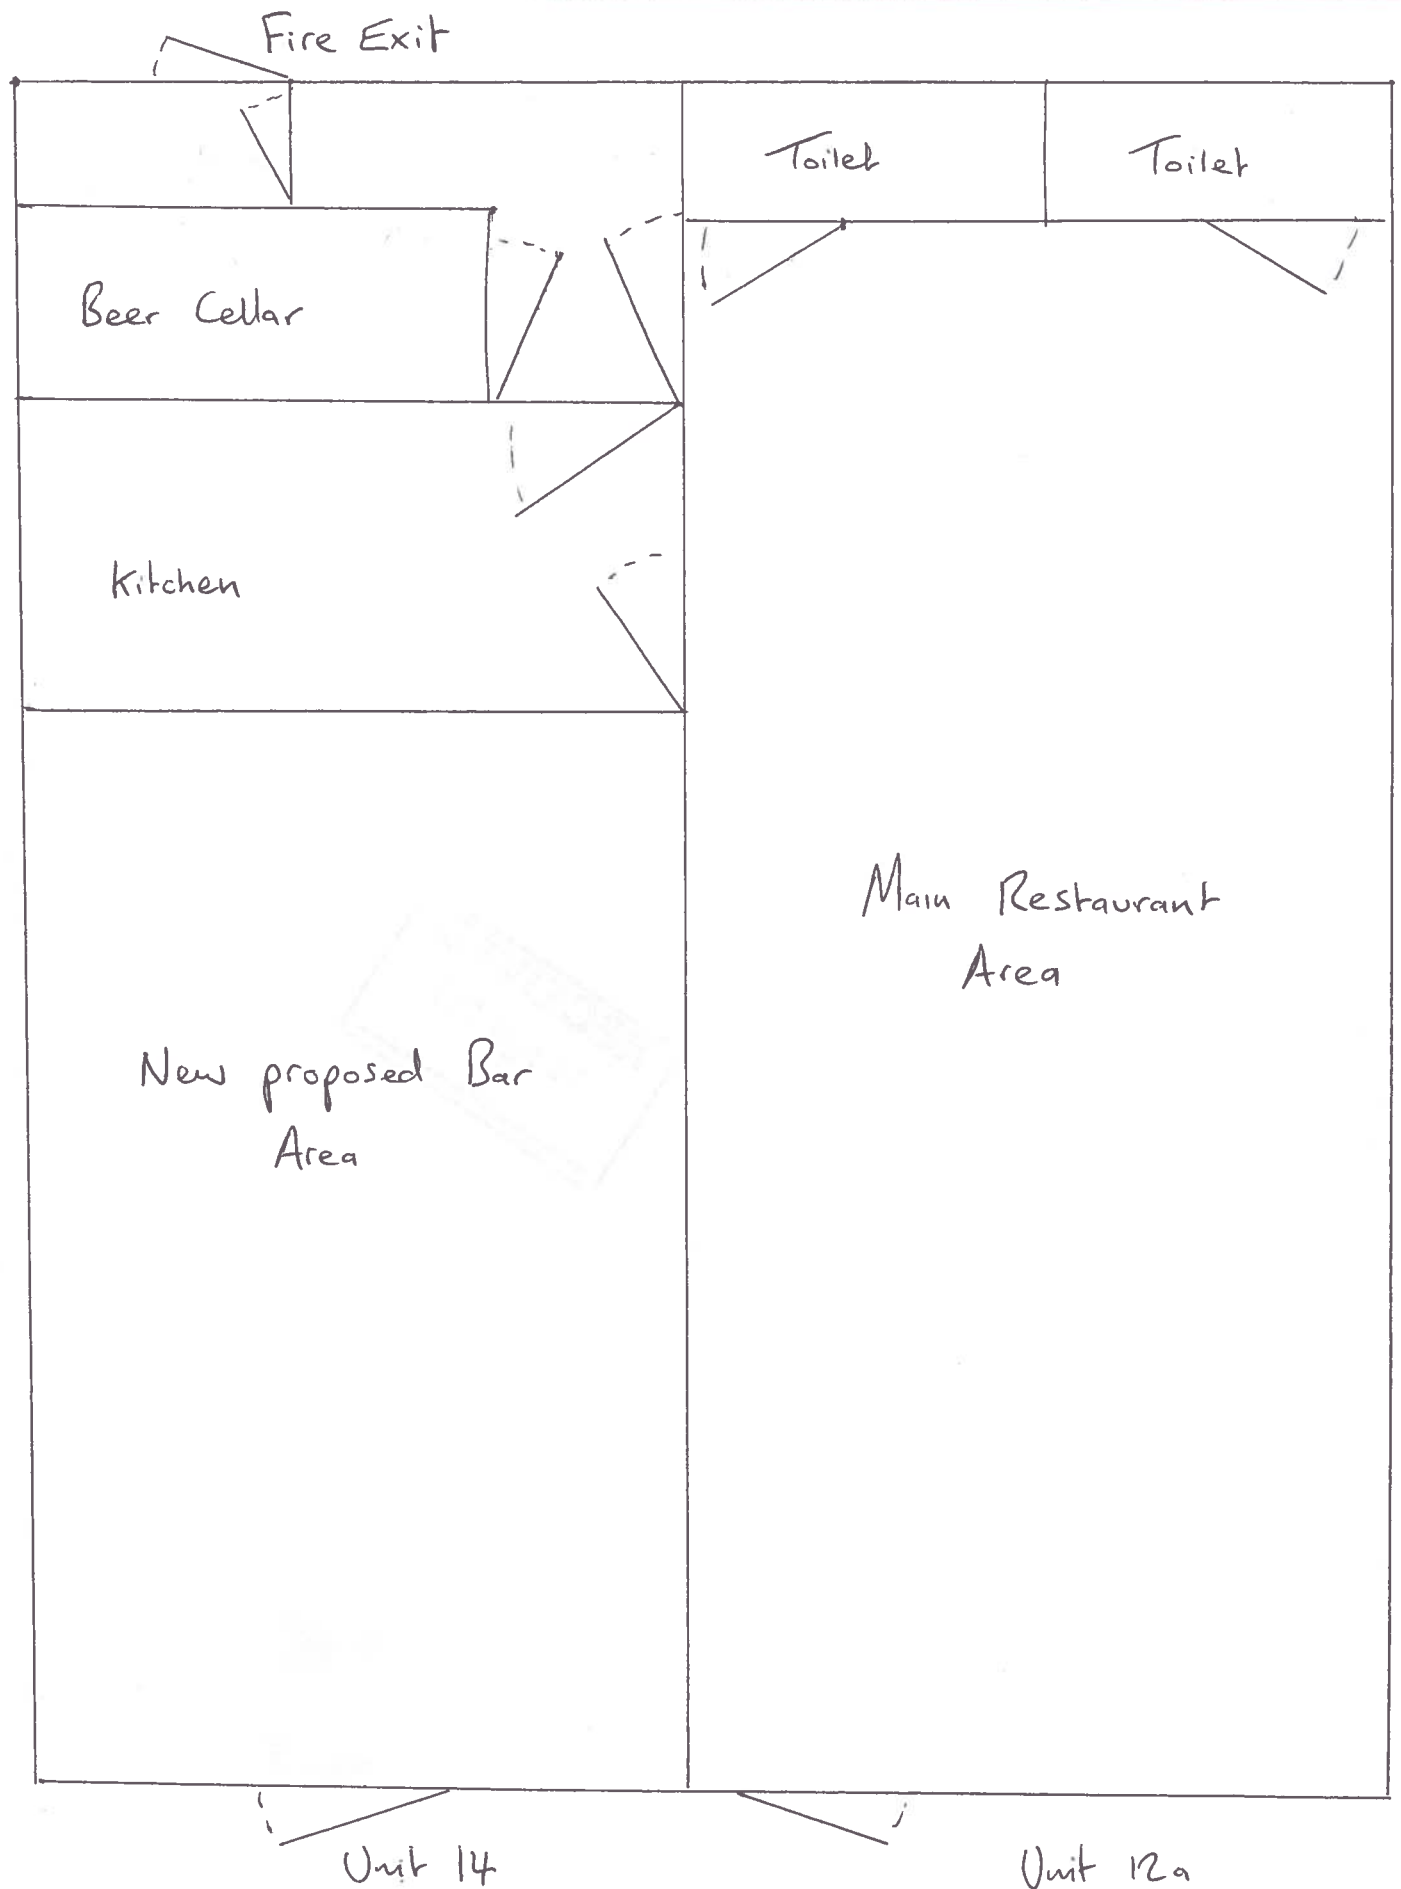 Fire Exit
Toilet
Toilet
Beer Cellar
Kitchen
Main Restaurant
Area
New proposed Bar
Area
Unit 14
Unit 12a